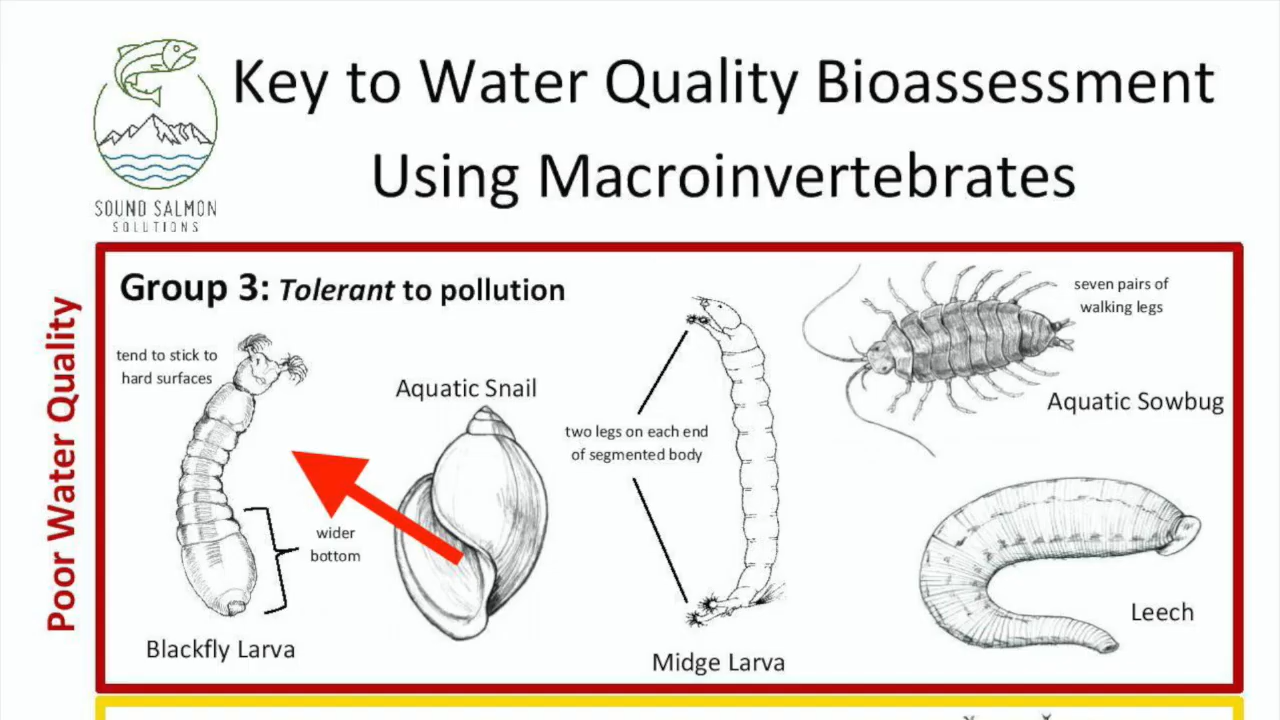 Key to Water Quality Bioassessment
Using Macroinvertebrates
SOUND SALMON
SOLUTIONS
Poor Water Quality
Group 3: Tolerant to pollution
tend to stick to
hard surfaces
wider
bottom
Blackfly Larva
Aquatic Snail
two legs on each end
of segmented body
Midge Larva
seven pairs of
walking legs
Aquatic Sowbug
Leech